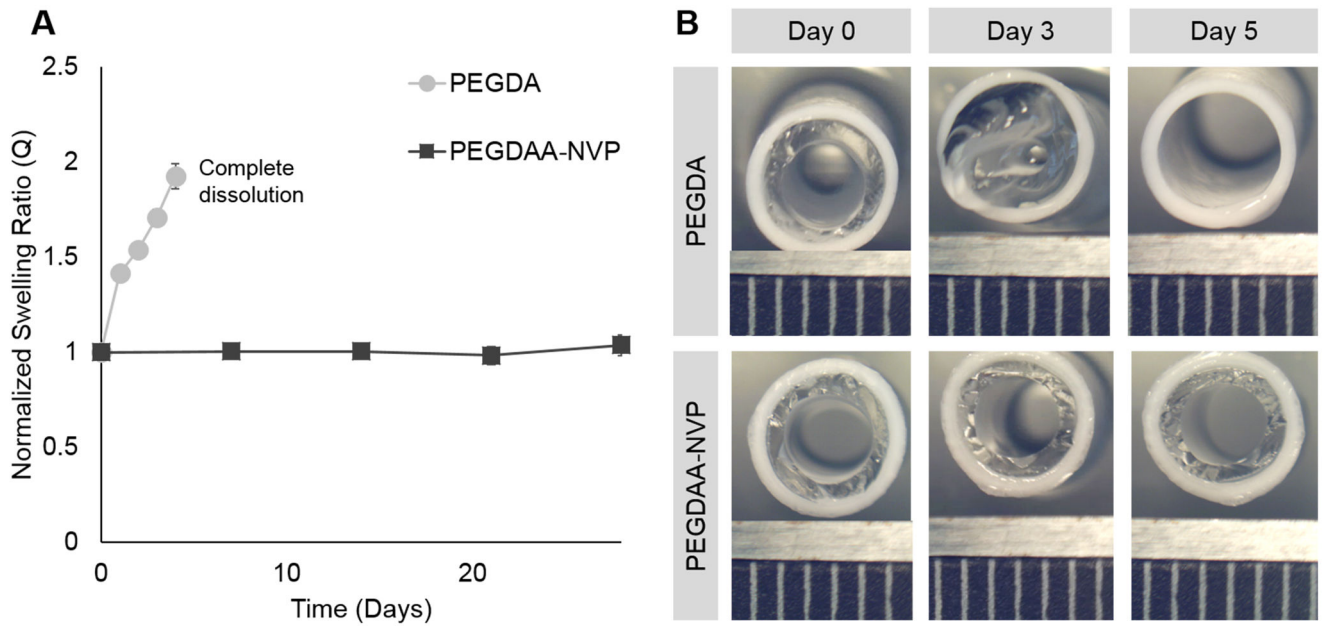 A
Normalized Swelling Ratio (Q)
2.5
2
1.5
1
0.5
0
0
10
20
Time (Days)
PEGDA
PEGDAA-NVP
Complete
dissolution
B
Day 0
Day 3
Day 5
PEGDA
PEGDAA-NVP